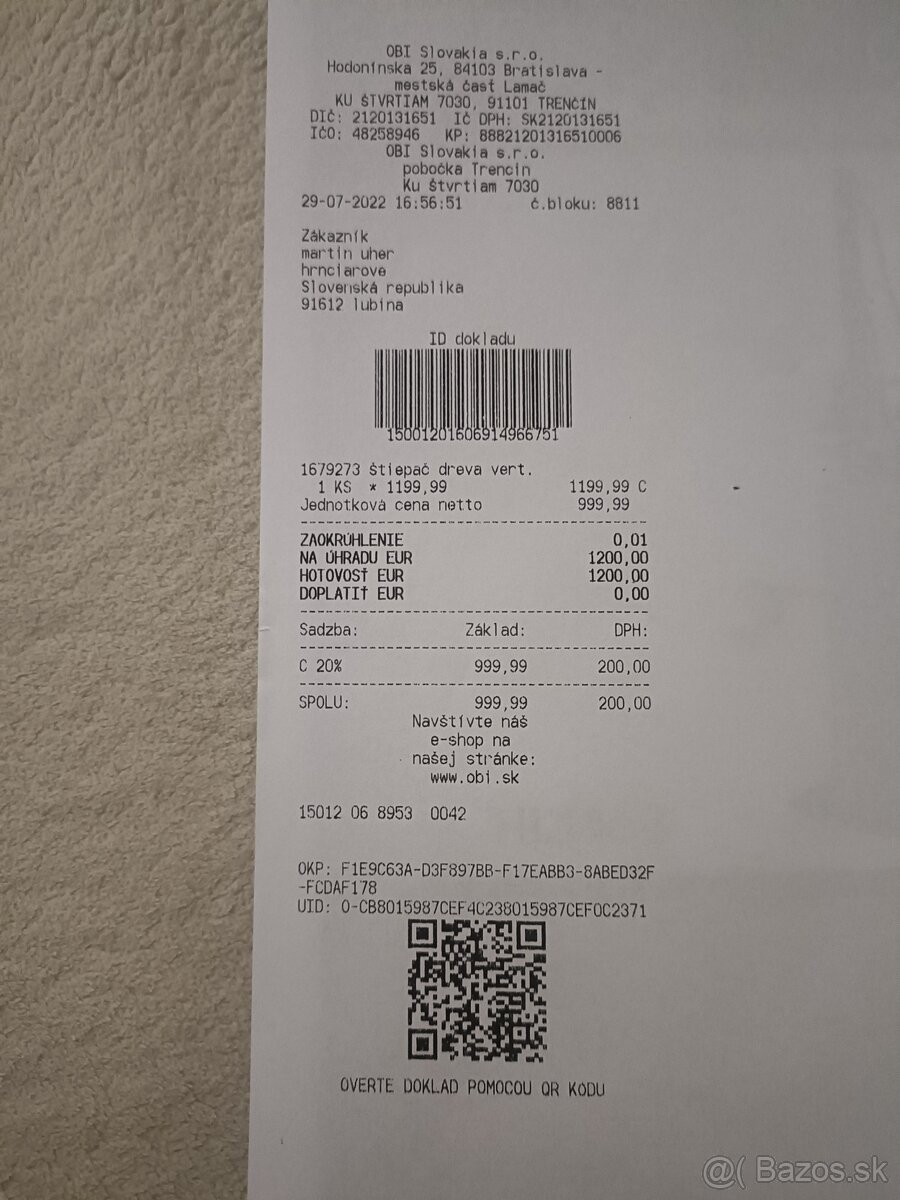 OBI Slovakia s.r.o.
Hodonínska 25, 84103 Bratislava -
mestská časť Lamač
KU ŠTVRTIAM 7030, 91101 TRENČÍN
DIČ: 2120131651 IČ DPH: SK2120131651
IČO: 48258946 KP: 88821201316510006
OBI Slovakia s.r.o.
pobočka Trencin
Ku štvrtiam 7030
29-07-2022 16:56:51 č.bloku: 8811
Zákazník
martin uher
hrnciarove
Slovenská republika
91612 lubina
ID dokladu
15001201606914966751
1679273 štiepač dreva vert.
1 KS * 1199,99 1199,99 C
Jednotková cena netto 999,99
ZAOKRÚHLENIE 0,01
NA ÚHRADU EUR 1200,00
HOTOVOSŤ EUR 1200,00
DOPLATIŤ EUR 0,00
Sadzba: Základ: DPH:
C 20% 999,99 200,00
SPOLU: 999,99 200,00
Navštívte náš
e-shop na
našej stránke:
www.obi.sk
15012 06 8953 0042
OKP: F1E9C63A-D3F897BB-F17EABB3-8ABED32F
-FCDAF178
UID: O-CB8015987CEF4C238015987CEF0C2371
OVERTE DOKLAD POMOCOU QR KÓDU
@( Bazos.sk